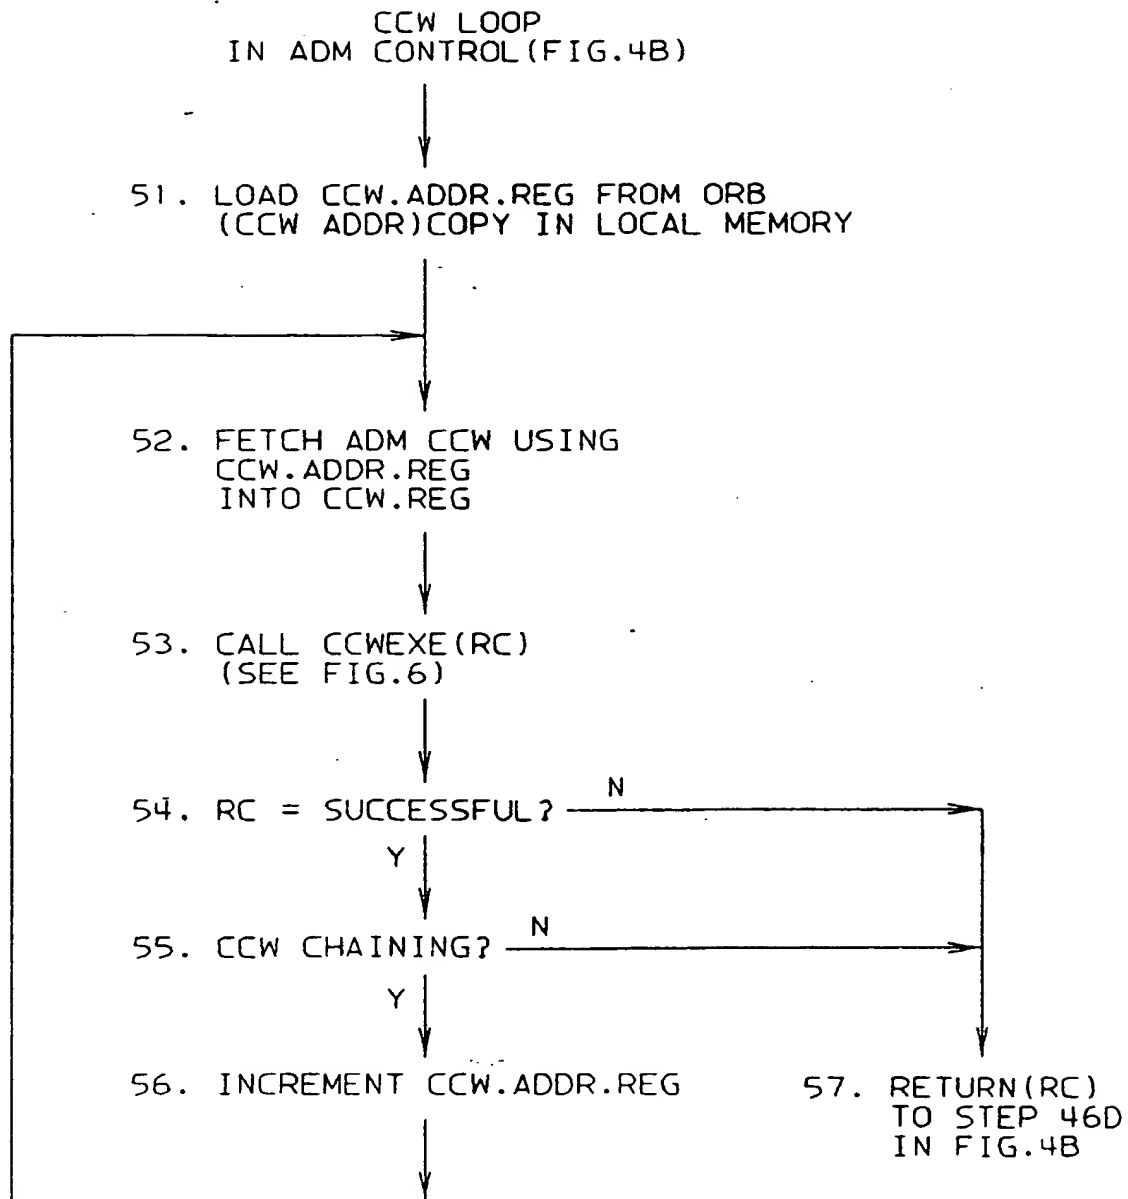 CCW LOOP
IN ADM CONTROL(FIG.4B)
51. LOAD CCW.ADDR.REG FROM ORB
(CCW ADDR)COPY IN LOCAL MEMORY
52. FETCH ADM CCW USING
CCW.ADDR.REG
INTO CCW.REG
53. CALL CCWEXE(RC)
(SEE FIG.6)
54. RC = SUCCESSFUL?
N
Y
55. CCW CHAINING?
N
Y
56. INCREMENT CCW.ADDR.REG
57. RETURN(RC)
TO STEP 46D
IN FIG.4B